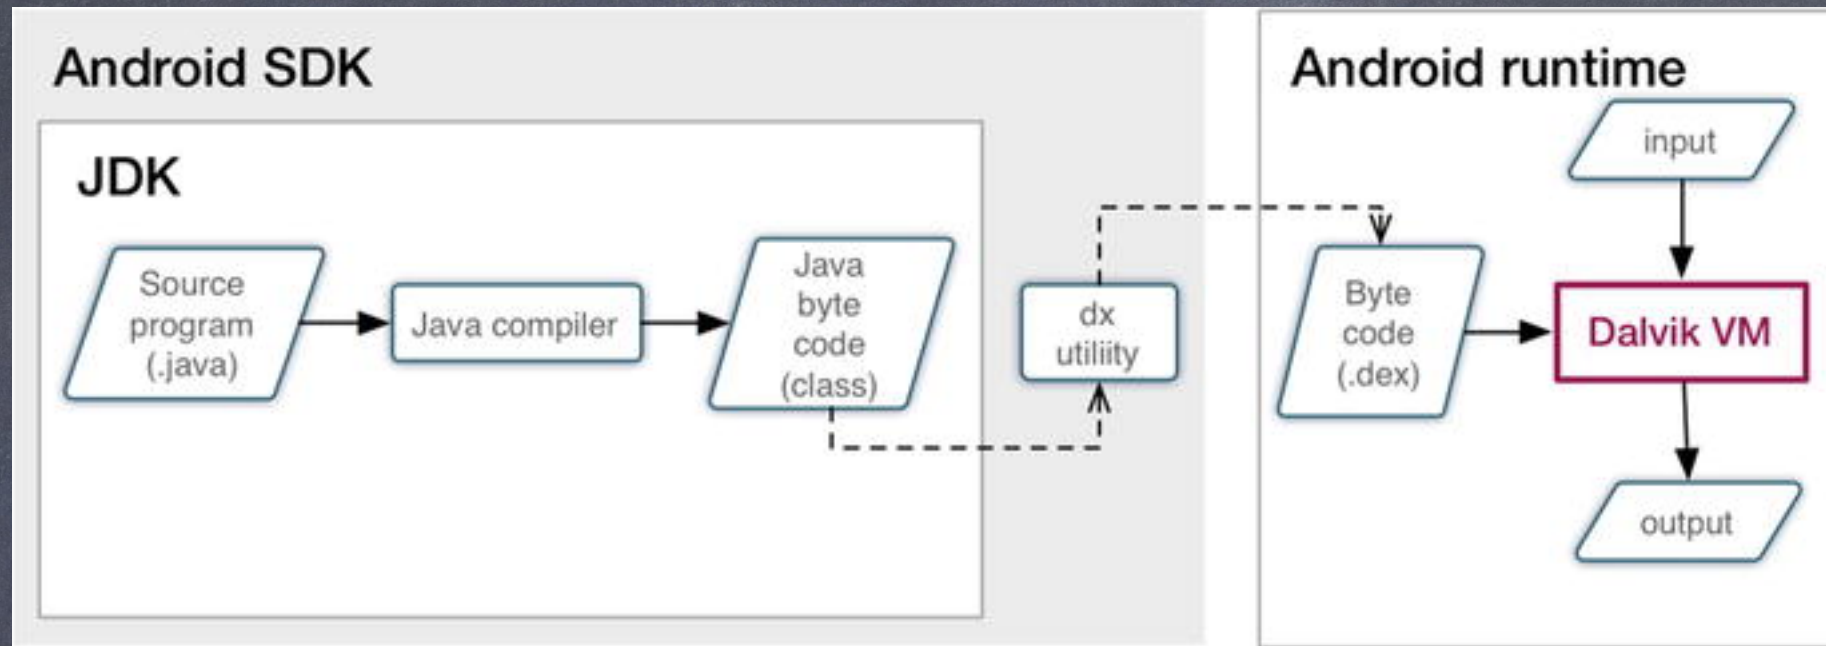 Android SDK
JDK
Source
program
(.java)
Java compiler
Java
byte
code
(class)
dx
utiliity
Android runtime
input
Byte
code
(.dex)
Dalvik VM
output